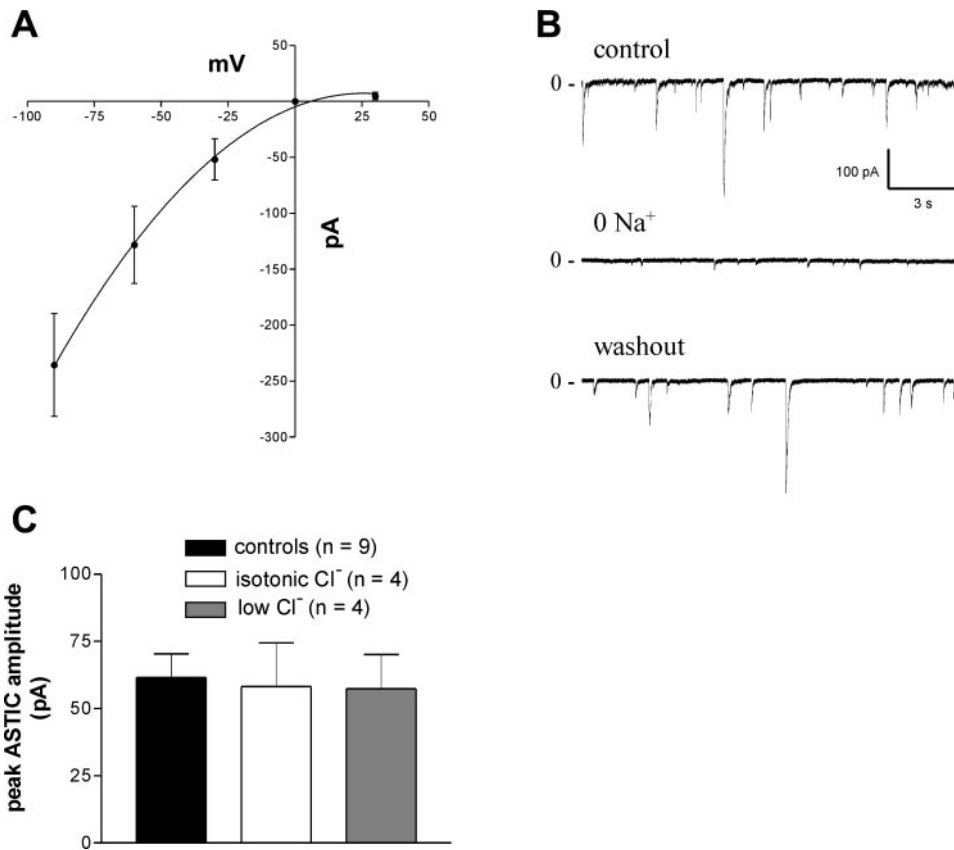 A
mV
50
-100 -75 -50 -25 25 50
-50
-100
-150
-200
-250
-300
pA
B
control
0 -
100 pA
3 s
0 Na⁺
0 -
washout
0 -
C
controls (n = 9)
isotonic Cl⁻ (n = 4)
low Cl⁻ (n = 4)
peak ASTIC amplitude
(pA)
100
75
50
25
0